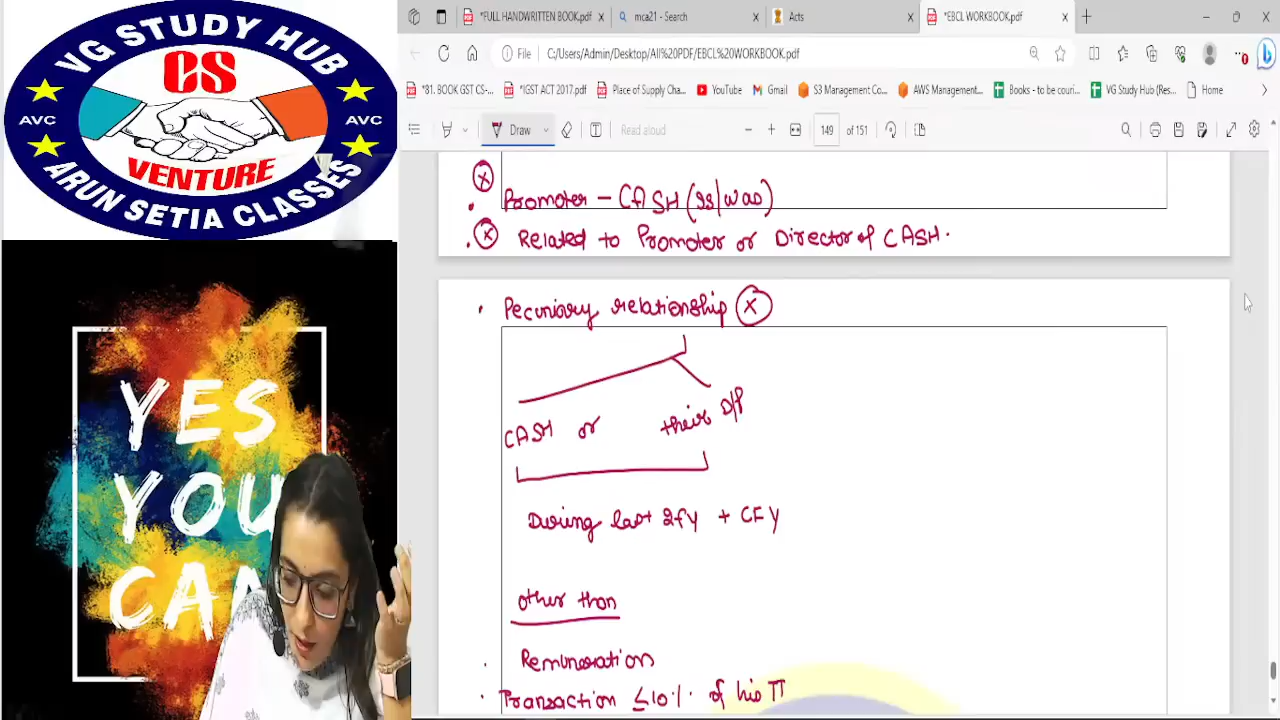 VG STUDY HUB
CS
AVC
AVC
VENTURE
ARUN SETIA CLASSES
YES
YOU
CAN
*FULL HANDWRITTEN BOOK.pdf
mca21 - Search
Acts
*EBCL WORKBOOK.pdf
File
C:/Users/Admin/Desktop/All%20PDF/EBCL%20WORKBOOK.pdf
*81. BOOK GST CS-...
*IGST ACT 2017.pdf
Place of Supply Cha...
YouTube
Gmail
S3 Management Co...
AWS Management...
Books - to be couri...
VG Study Hub (Res...
Home
Draw
Read aloud
149 of 151
Promoter – CASH (is/was)
Related to Promoter or Director of CASH.
Pecuniary relationship X
CASH or their D/P
During last 2FY + CFY
other than
Remuneration
Transaction ≤10% of his TI